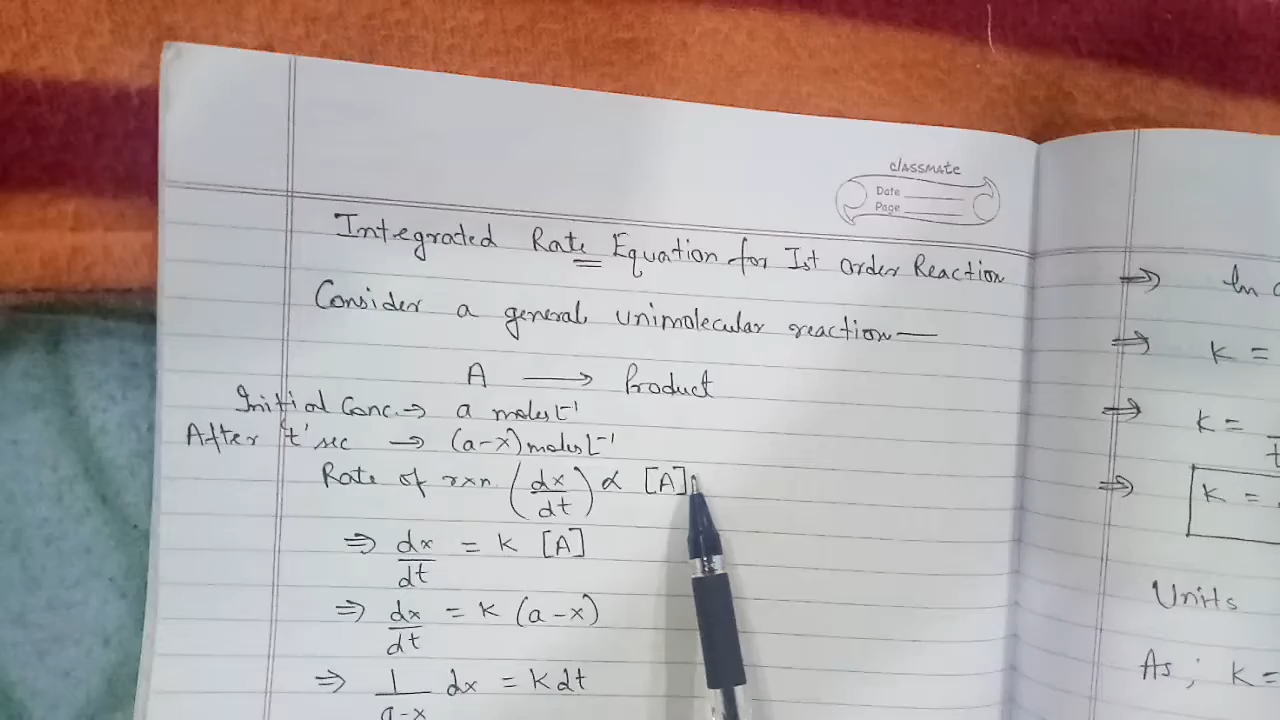 classmate
Date
Page
Integrated Rate Equation for Ist Order Reaction
Consider a general unimolecular reaction—
A ⟶ Product
Initial Conc. → a moles L⁻¹
After 't' sec → (a-x) moles L⁻¹
Rate of rxn (dx/dt) ∝ [A]
⇒ dx/dt = K [A]
⇒ dx/dt = K (a-x)
⇒ 1/a-x dx = K dt
⇒ ln
⇒ K =
⇒ K =
⇒ K =
Units
As; K =